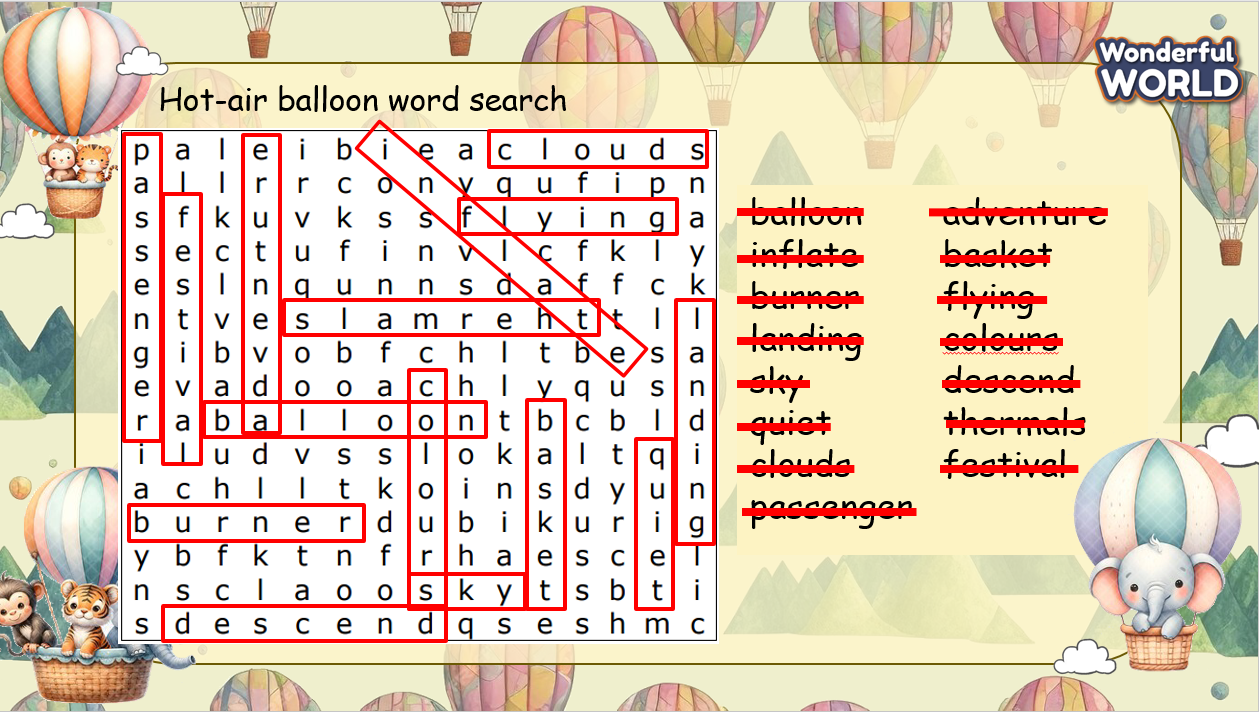 Wonderful
WORLD
Hot-air balloon word search
p a l e i b i e a c l o u d s
a l l r r c o n v q u f i p n
s f k u v k s s f l y i n g a
s e c t u f i n v l c f k l y
e s l n q u n n s d a f f c k
n t v e s l a m r e h t t l l
g i b v o b f c h l t b e s a
e v a d o o a c h l y q u s n
r a b a l l o o n t b c b l d
i l u d v s s l o k a l t q i
a c h l l t k o i n s d y u n
b u r n e r d u b i k u r i g
y b f k t n f r h a e s c e l
n s c l a o o s k y t s b t i
s d e s c e n d q s e s h m c
balloon
inflate
burner
landing
sky
quiet
clouds
passenger
adventure
basket
flying
colours
descend
thermals
festival